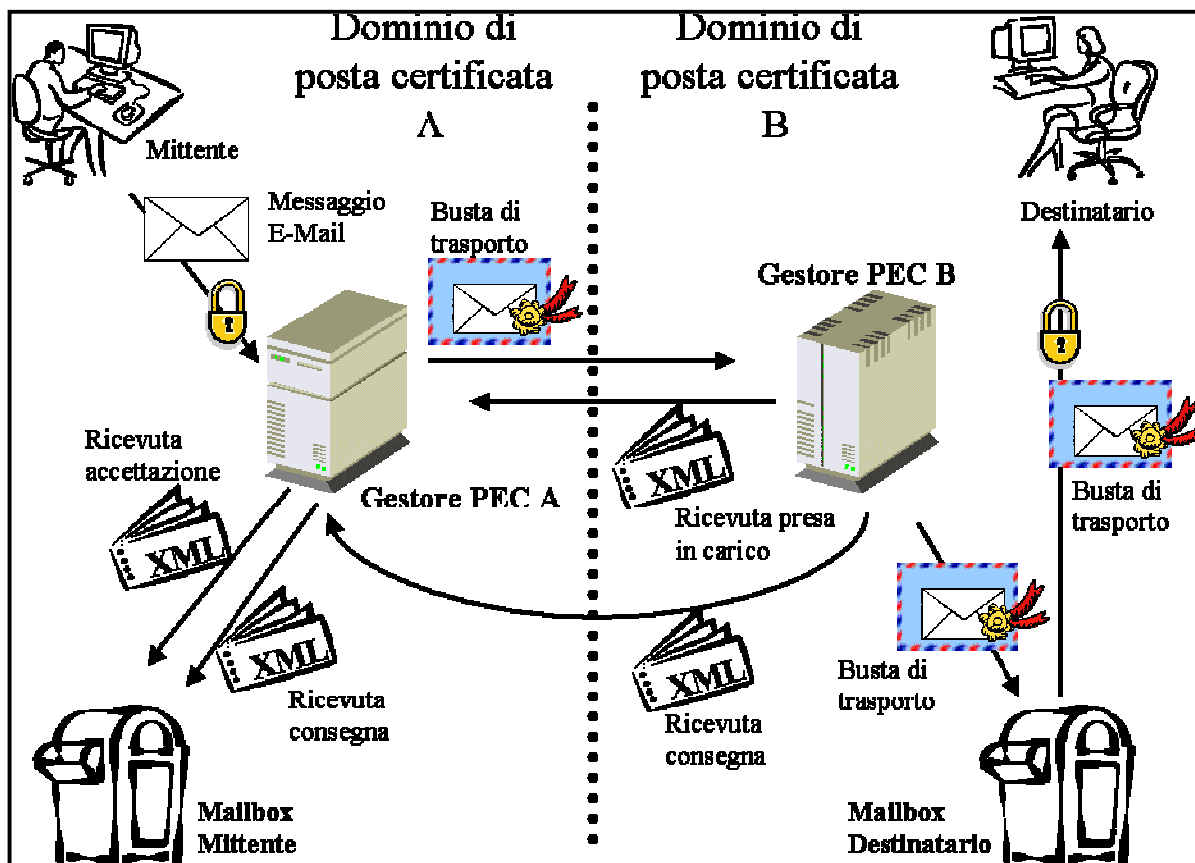 Dominio di
posta certificata
A
Dominio di
posta certificata
B
Mittente
Messaggio
E-Mail
Busta di
trasporto
Destinatario
Gestore PEC B
Ricevuta
accettazione
XML
Gestore PEC A
XML
Ricevuta presa
in carico
Busta di
trasporto
XML
Ricevuta
consegna
XML
Ricevuta
consegna
Busta di
trasporto
Mailbox
Mittente
Mailbox
Destinatario